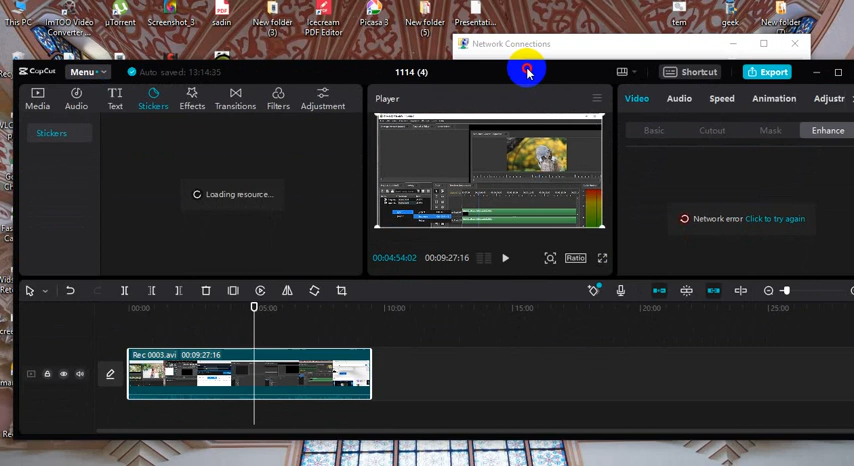 This PC
ImTOO Video
Converter ...
µTorrent
Screenshot_3
sadin
New folder
(3)
Icecream
PDF Editor
Picasa 3
New folder
(5)
Presentati...
tem
geek
New folder
(7)
Network Connections
CapCut
Menu
Auto saved: 13:14:35
1114 (4)
Shortcut
Export
Media
Audio
Text
Stickers
Effects
Transitions
Filters
Adjustment
Player
Video
Audio
Speed
Animation
Adjustr
Stickers
Basic
Cutout
Mask
Enhance
Loading resource...
Network error Click to try again
00:04:54:02
00:09:27:16
Ratio
00:00
05:00
10:00
15:00
20:00
25:00
Rec 0003.avi 00:09:27:16